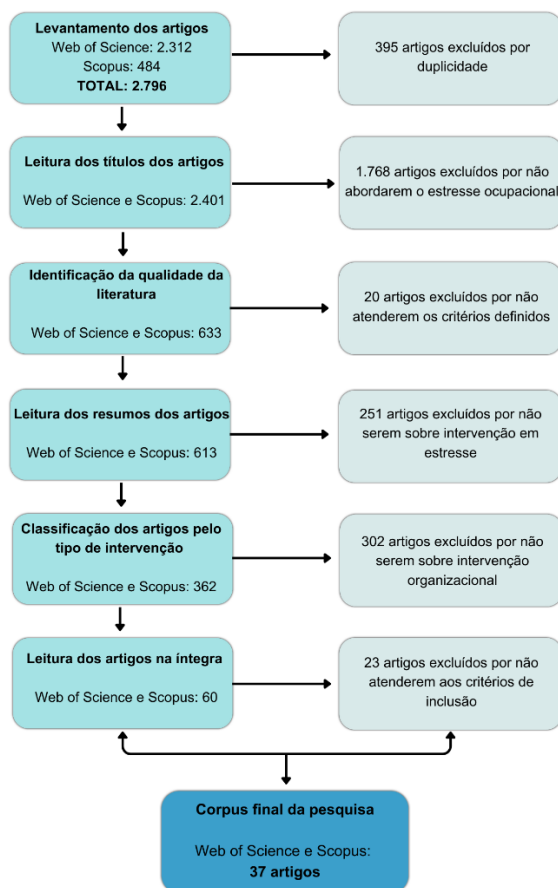 Levantamento dos artigos
Web of Science: 2.312
Scopus: 484
TOTAL: 2.796
395 artigos excluídos por
duplicidade
Leitura dos títulos dos artigos
Web of Science e Scopus: 2.401
1.768 artigos excluídos por não
abordarem o estresse ocupacional
Identificação da qualidade da
literatura
Web of Science e Scopus: 633
20 artigos excluídos por não
atenderem os critérios definidos
Leitura dos resumos dos artigos
Web of Science e Scopus: 613
251 artigos excluídos por não
serem sobre intervenção em
estresse
Classificação dos artigos pelo
tipo de intervenção
Web of Science e Scopus: 362
302 artigos excluídos por não
serem sobre intervenção
organizacional
Leitura dos artigos na íntegra
Web of Science e Scopus: 60
23 artigos excluídos por não
atenderem aos critérios de
inclusão
Corpus final da pesquisa
Web of Science e Scopus:
37 artigos